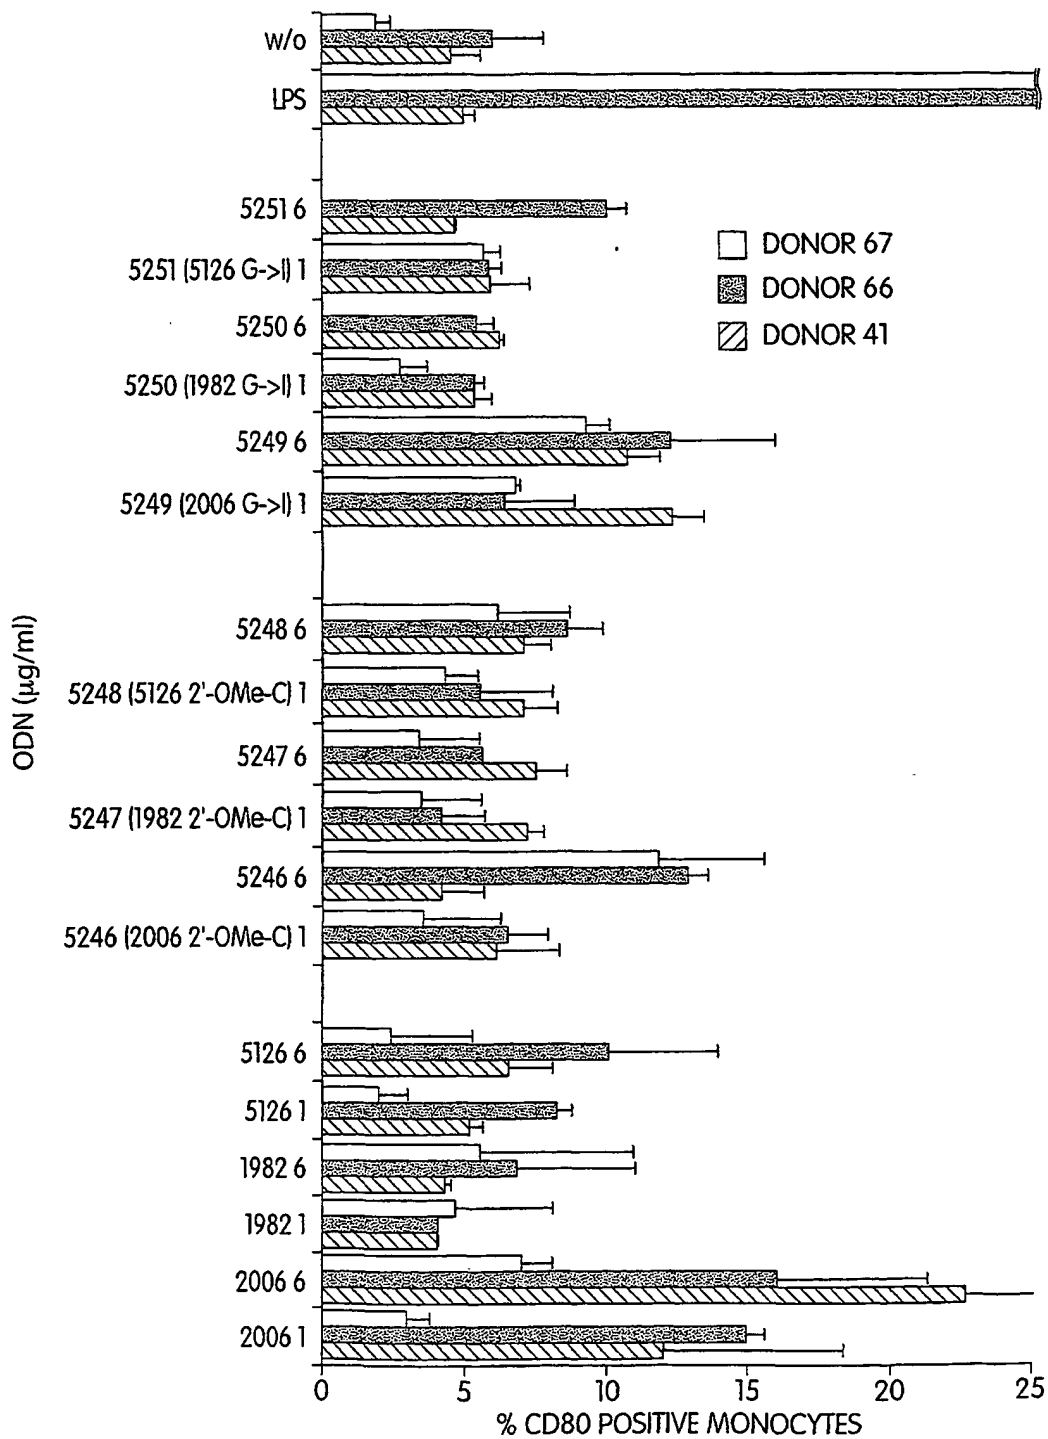 w/o
LPS
5251 6
5251 (5126 G->I) 1
5250 6
5250 (1982 G->I) 1
5249 6
5249 (2006 G->I) 1
5248 6
5248 (5126 2'-OMe-C) 1
5247 6
5247 (1982 2'-OMe-C) 1
5246 6
5246 (2006 2'-OMe-C) 1
5126 6
5126 1
1982 6
1982 1
2006 6
2006 1
ODN (µg/ml)
DONOR 67
DONOR 66
DONOR 41
0 5 10 15 20 25
% CD80 POSITIVE MONOCYTES